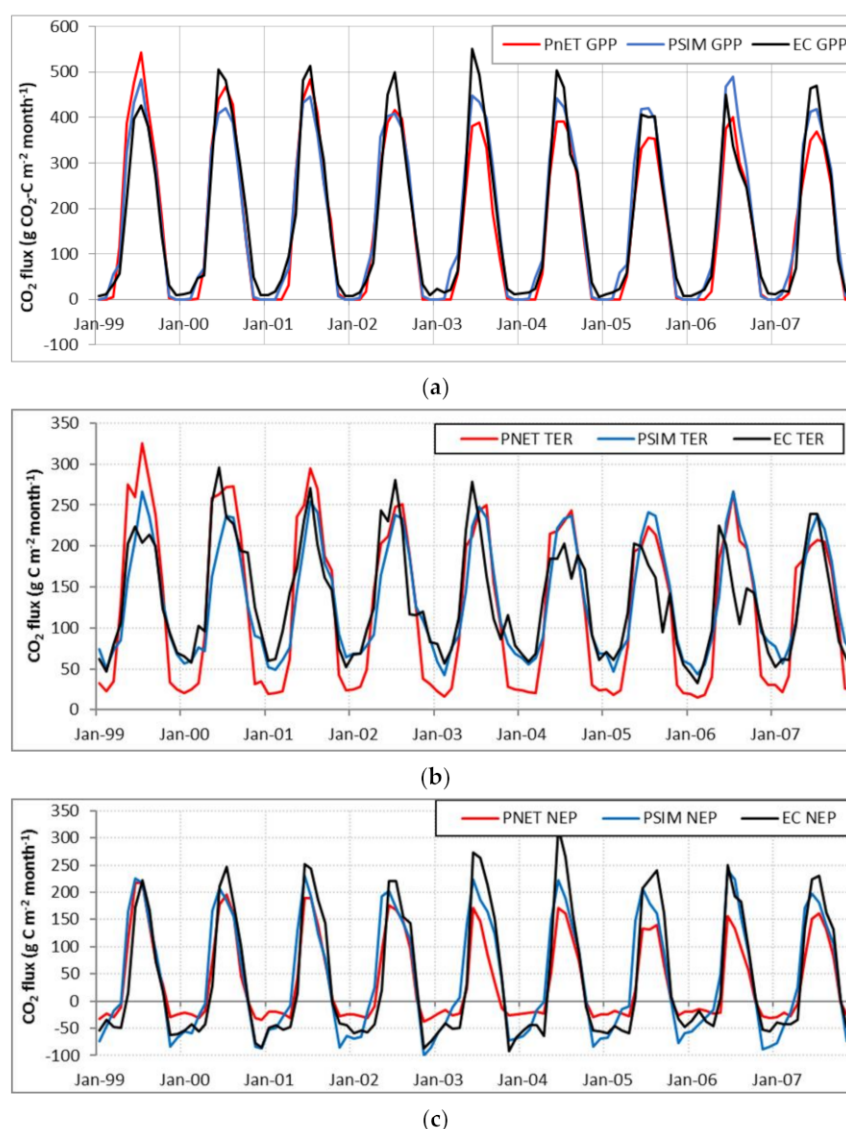 PnET GPP PSIM GPP EC GPP
CO₂ flux (g CO₂-C m⁻² month⁻¹)
600
500
400
300
200
100
0
-100
Jan-99 Jan-00 Jan-01 Jan-02 Jan-03 Jan-04 Jan-05 Jan-06 Jan-07
(a)
PNET TER PSIM TER EC TER
CO₂ flux (g C m⁻² month⁻¹)
350
300
250
200
150
100
50
0
Jan-99 Jan-00 Jan-01 Jan-02 Jan-03 Jan-04 Jan-05 Jan-06 Jan-07
(b)
PNET NEP PSIM NEP EC NEP
CO₂ flux (g C m⁻² month⁻¹)
350
300
250
200
150
100
50
0
-50
-100
Jan-99 Jan-00 Jan-01 Jan-02 Jan-03 Jan-04 Jan-05 Jan-06 Jan-07
(c)